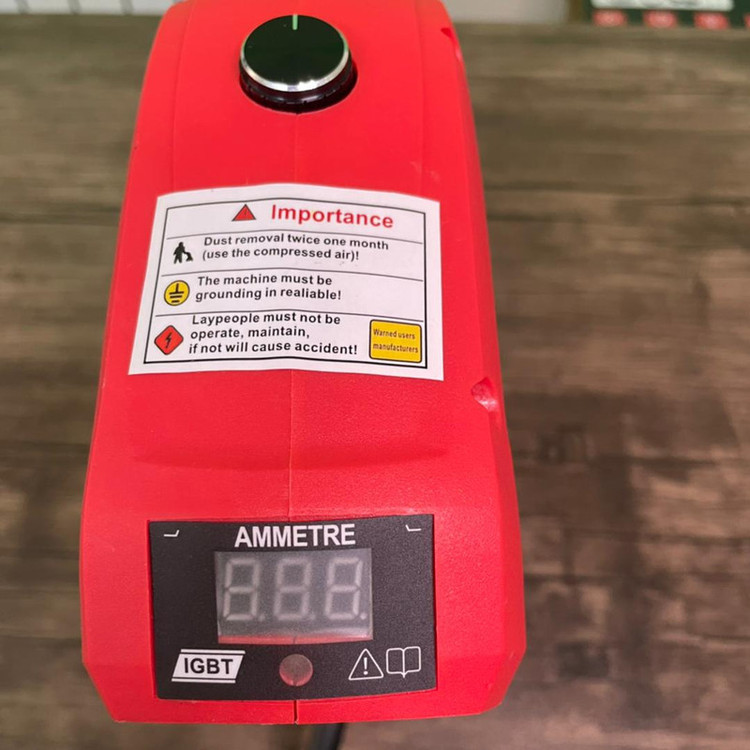 Importance
Dust removal twice one month
(use the compressed air)!
The machine must be
grounding in realiable!
Laypeople must not be
operate, maintain,
if not will cause accident!
Warned users
manufacturers
AMMETRE
IGBT